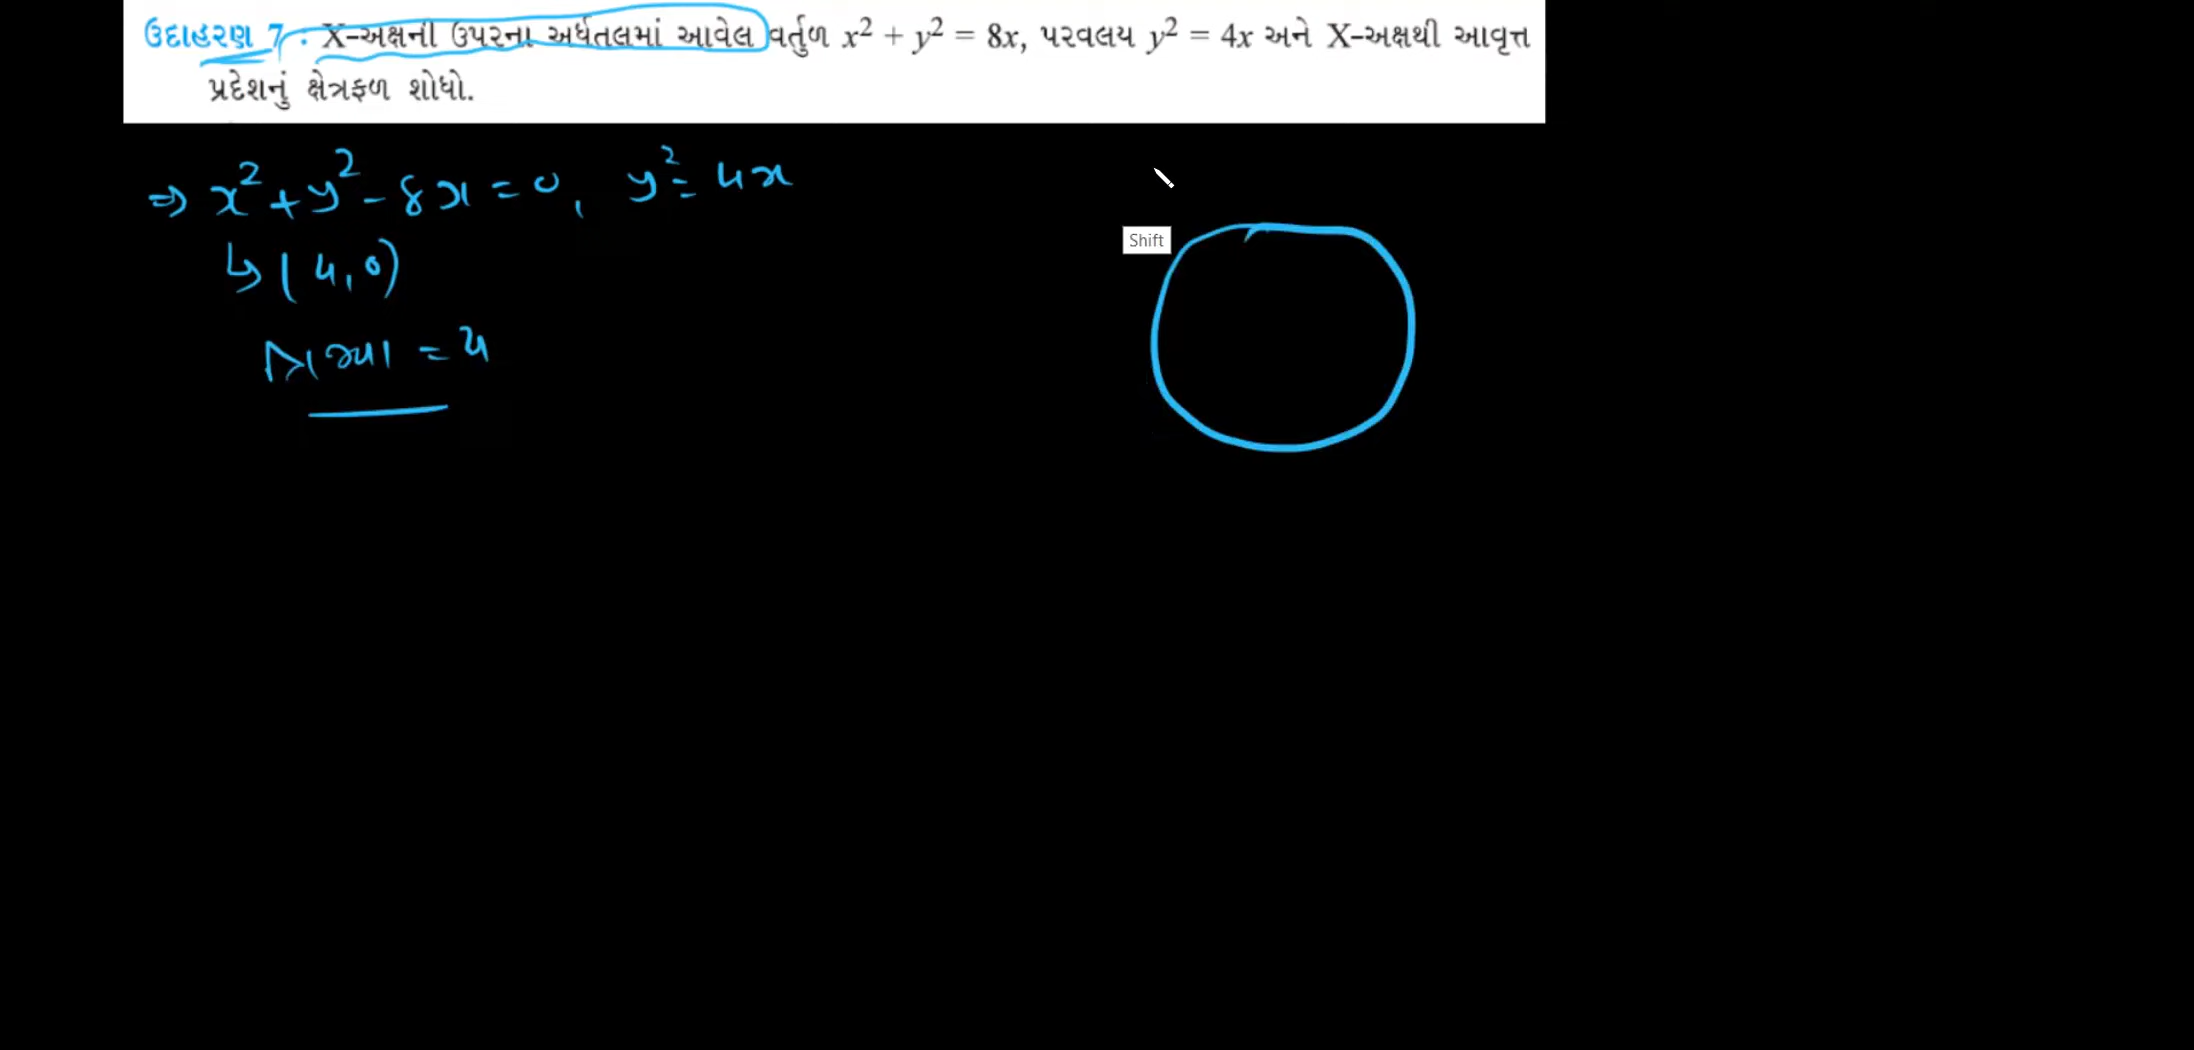 ઉદાહરણ 7 : X-અક્ષની ઉપરના અર્ધતલમાં આવેલ વર્તુળ x² + y² = 8x, પરવલય y² = 4x અને X-અક્ષથી આવૃત્ત
પ્રદેશનું ક્ષેત્રફળ શોધો.
⇒ x² + y² - 8x = 0, y² = 4x
↳ (4, 0)
ત્રિજ્યા = 4
Shift